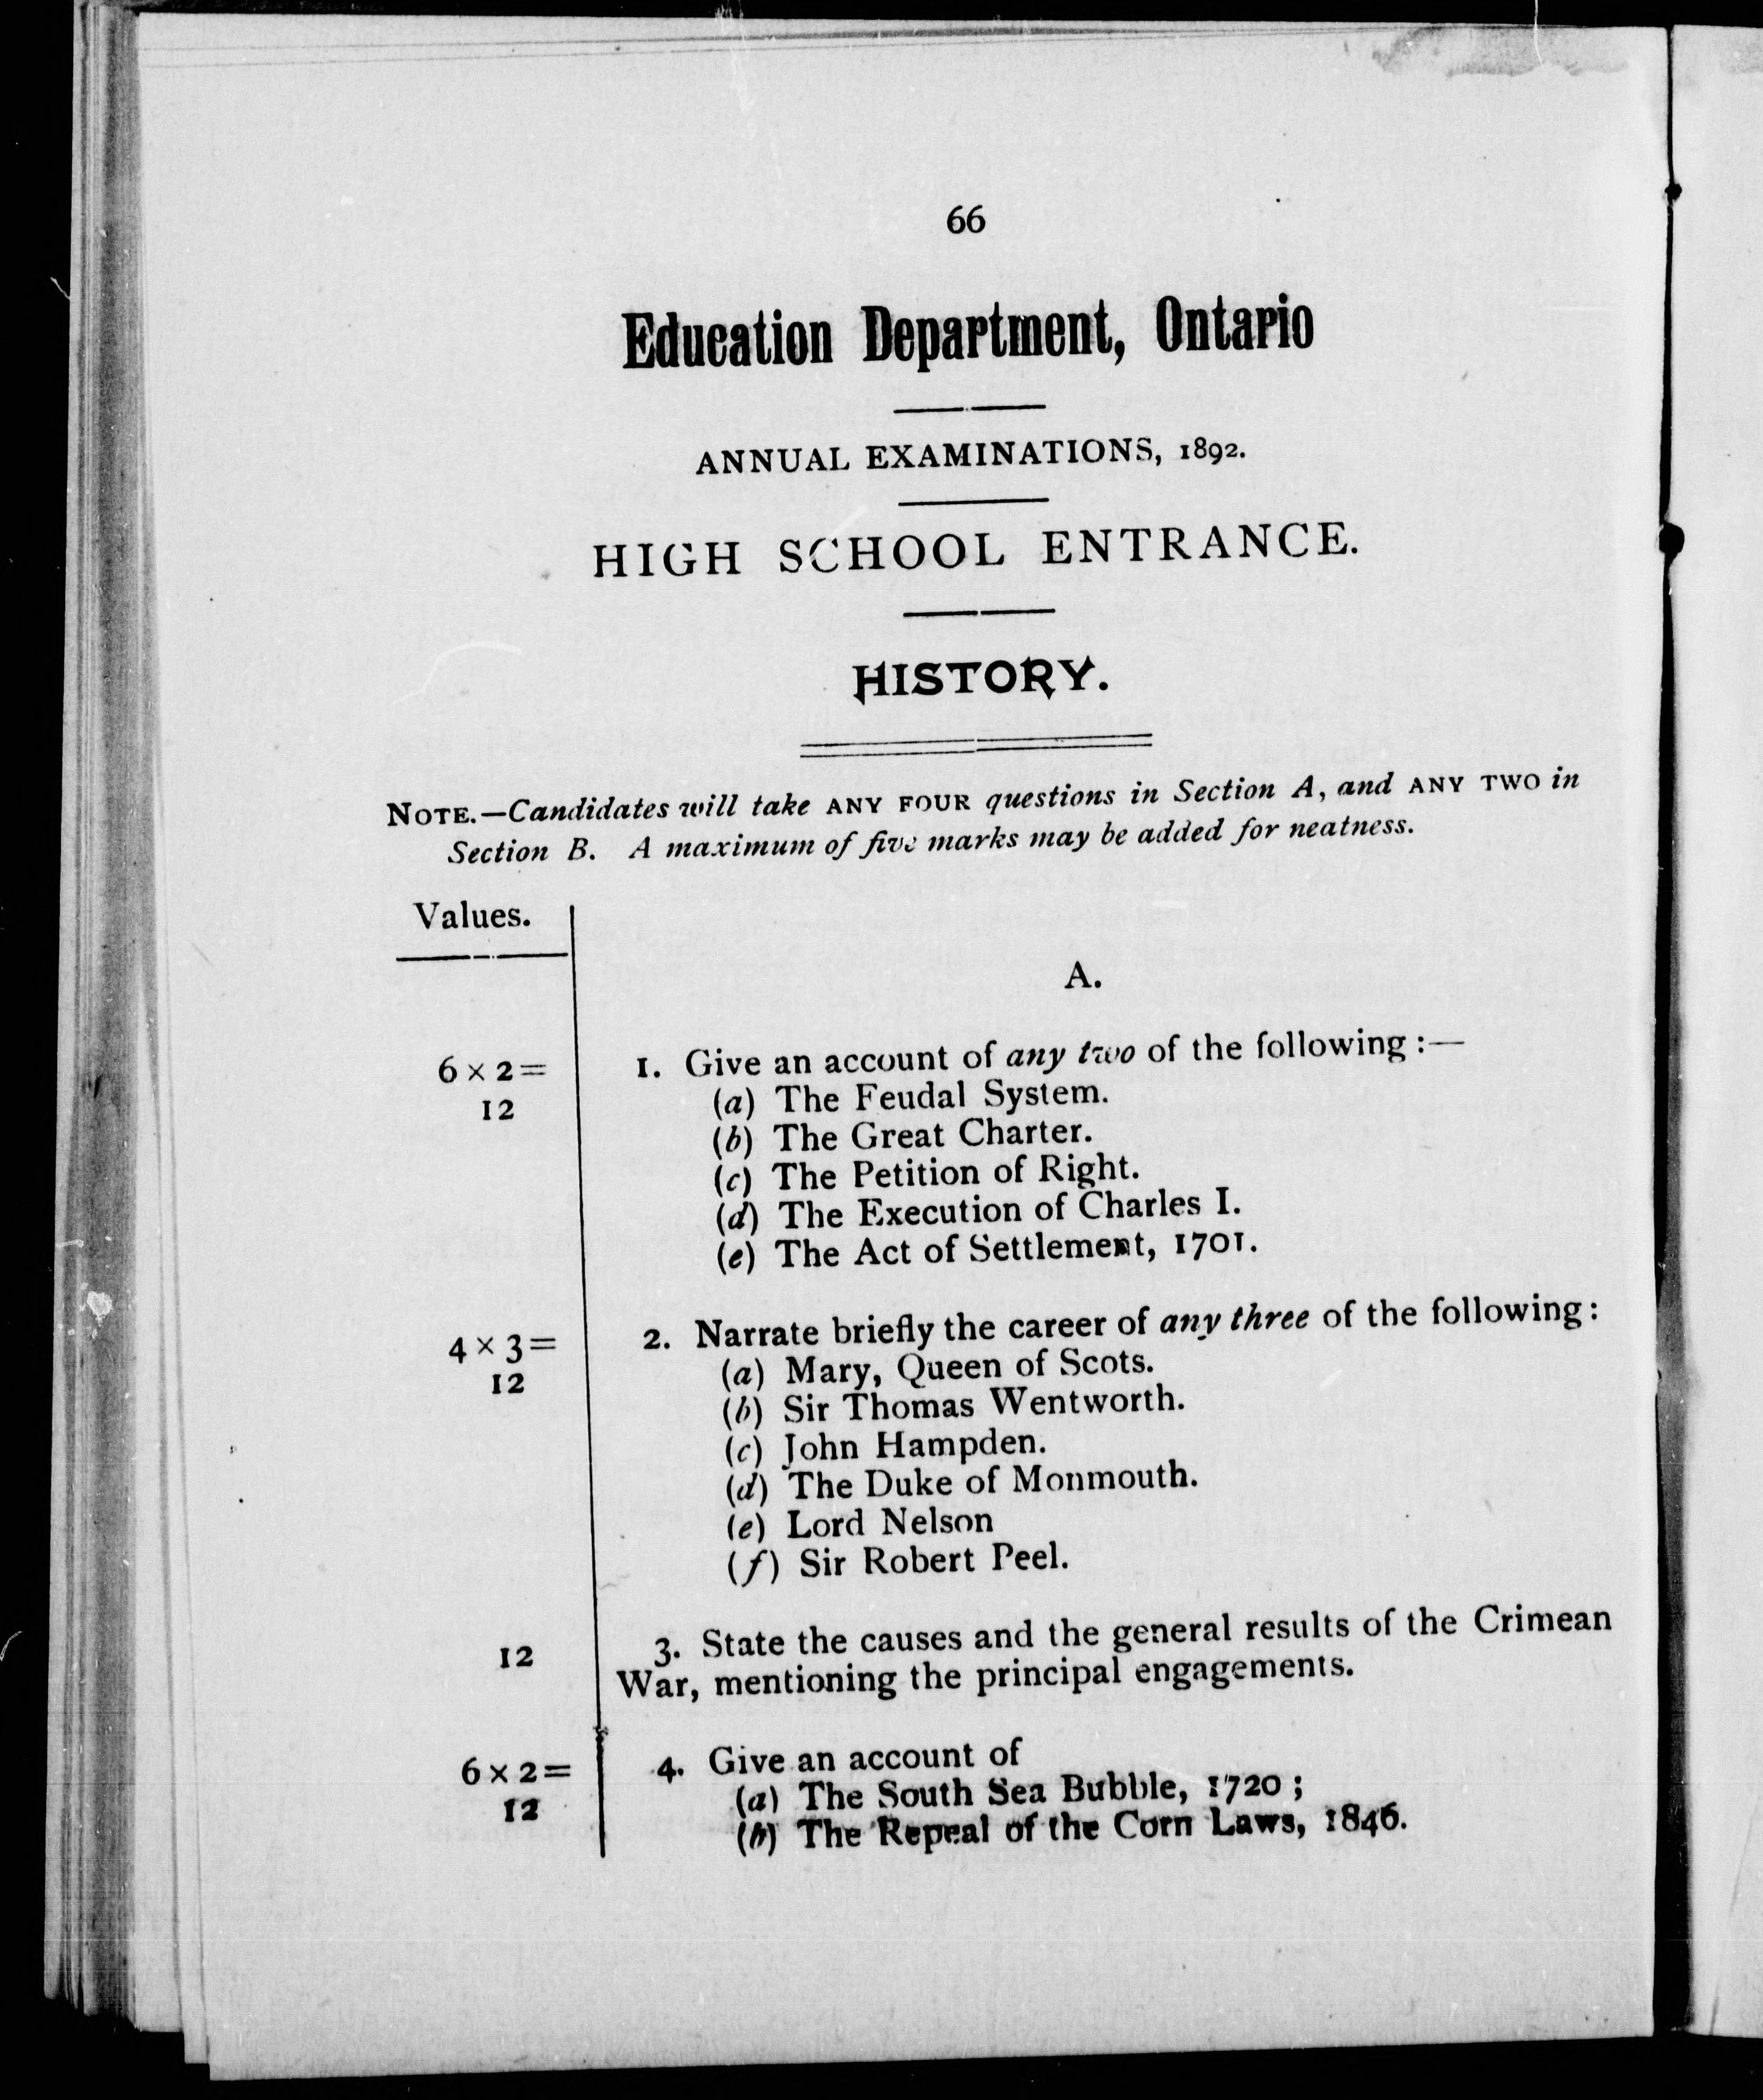 66
Education Department, Ontario
ANNUAL EXAMINATIONS, 1892.
HIGH SCHOOL ENTRANCE.
HISTORY.
NOTE.—Candidates will take ANY FOUR questions in Section A, and ANY TWO in
Section B. A maximum of five marks may be added for neatness.
Values.
A.
6 × 2 =
12
1. Give an account of any two of the following :—
(a) The Feudal System.
(b) The Great Charter.
(c) The Petition of Right.
(d) The Execution of Charles I.
(e) The Act of Settlement, 1701.
4 × 3 =
12
2. Narrate briefly the career of any three of the following :
(a) Mary, Queen of Scots.
(b) Sir Thomas Wentworth.
(c) John Hampden.
(d) The Duke of Monmouth.
(e) Lord Nelson
(f) Sir Robert Peel.
12
3. State the causes and the general results of the Crimean
War, mentioning the principal engagements.
6 × 2 =
12
4. Give an account of
(a) The South Sea Bubble, 1720 ;
(b) The Repeal of the Corn Laws, 1846.